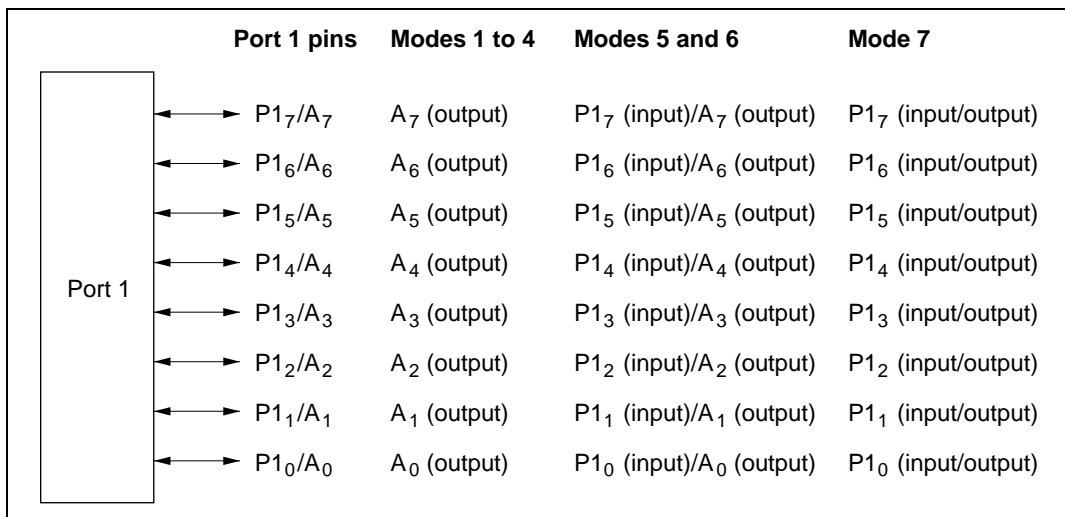 Port 1 pins Modes 1 to 4 Modes 5 and 6 Mode 7
P1₇/A₇ A₇ (output) P1₇ (input)/A₇ (output) P1₇ (input/output)
P1₆/A₆ A₆ (output) P1₆ (input)/A₆ (output) P1₆ (input/output)
P1₅/A₅ A₅ (output) P1₅ (input)/A₅ (output) P1₅ (input/output)
P1₄/A₄ A₄ (output) P1₄ (input)/A₄ (output) P1₄ (input/output)
Port 1
P1₃/A₃ A₃ (output) P1₃ (input)/A₃ (output) P1₃ (input/output)
P1₂/A₂ A₂ (output) P1₂ (input)/A₂ (output) P1₂ (input/output)
P1₁/A₁ A₁ (output) P1₁ (input)/A₁ (output) P1₁ (input/output)
P1₀/A₀ A₀ (output) P1₀ (input)/A₀ (output) P1₀ (input/output)